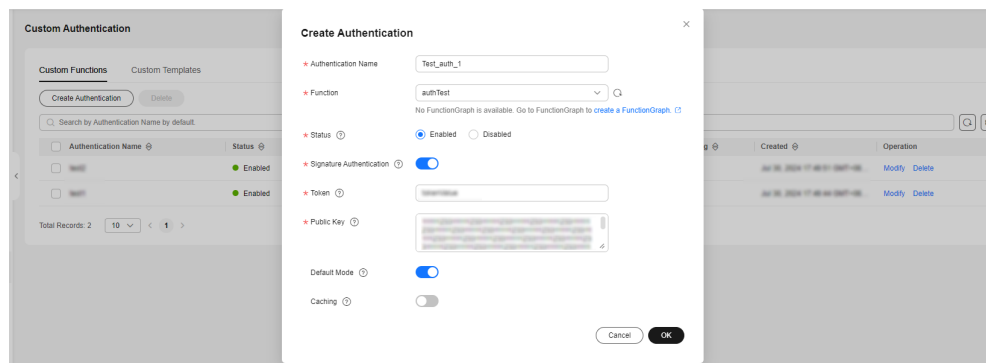 Custom Authentication
Custom Functions Custom Templates
Create Authentication Delete
Search by Authentication Name by default.
Authentication Name Status Created Operation
Enabled Modify Delete
Enabled Modify Delete
Total Records: 2 10 < 1 >
Create Authentication
* Authentication Name Test_auth_1
* Function authTest
No FunctionGraph is available. Go to FunctionGraph to create a FunctionGraph.
* Status Enabled Disabled
* Signature Authentication
* Token
* Public Key
Default Mode
Caching
Cancel OK